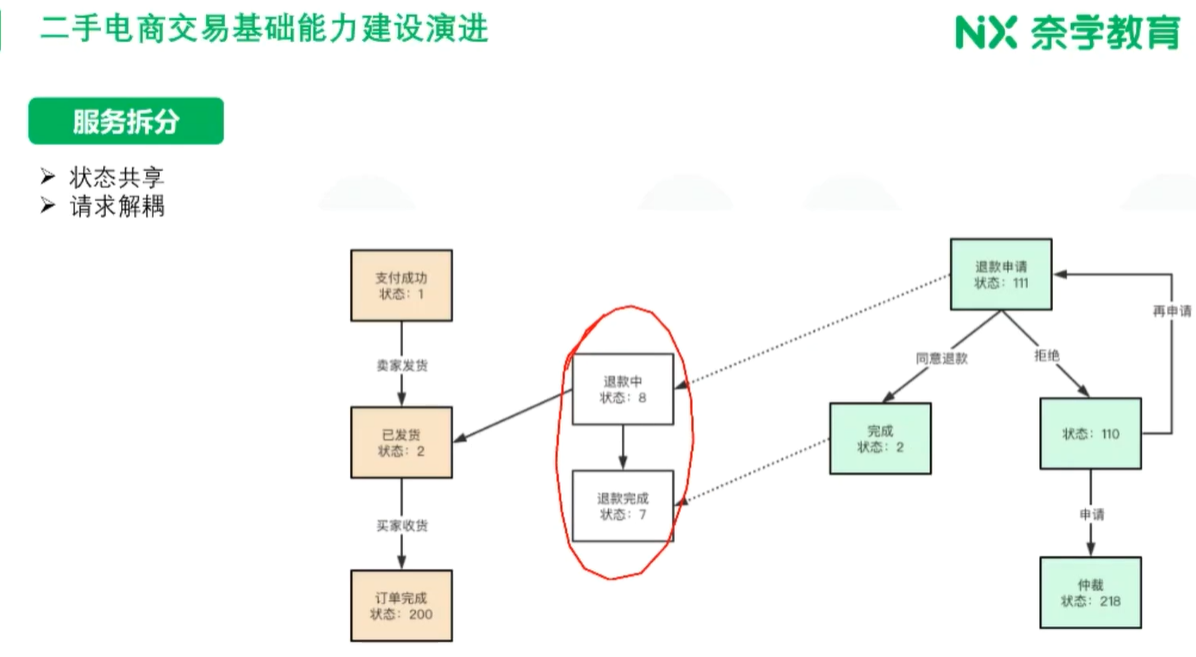 二手电商交易基础能力建设演进
NX 奈学教育
服务拆分
➢ 状态共享
➢ 请求解耦
支付成功
状态：1
卖家发货
已发货
状态：2
买家收货
订单完成
状态：200
退款中
状态：8
退款完成
状态：7
退款申请
状态：111
再申请
同意退款
拒绝
完成
状态：2
状态：110
申请
仲裁
状态：218